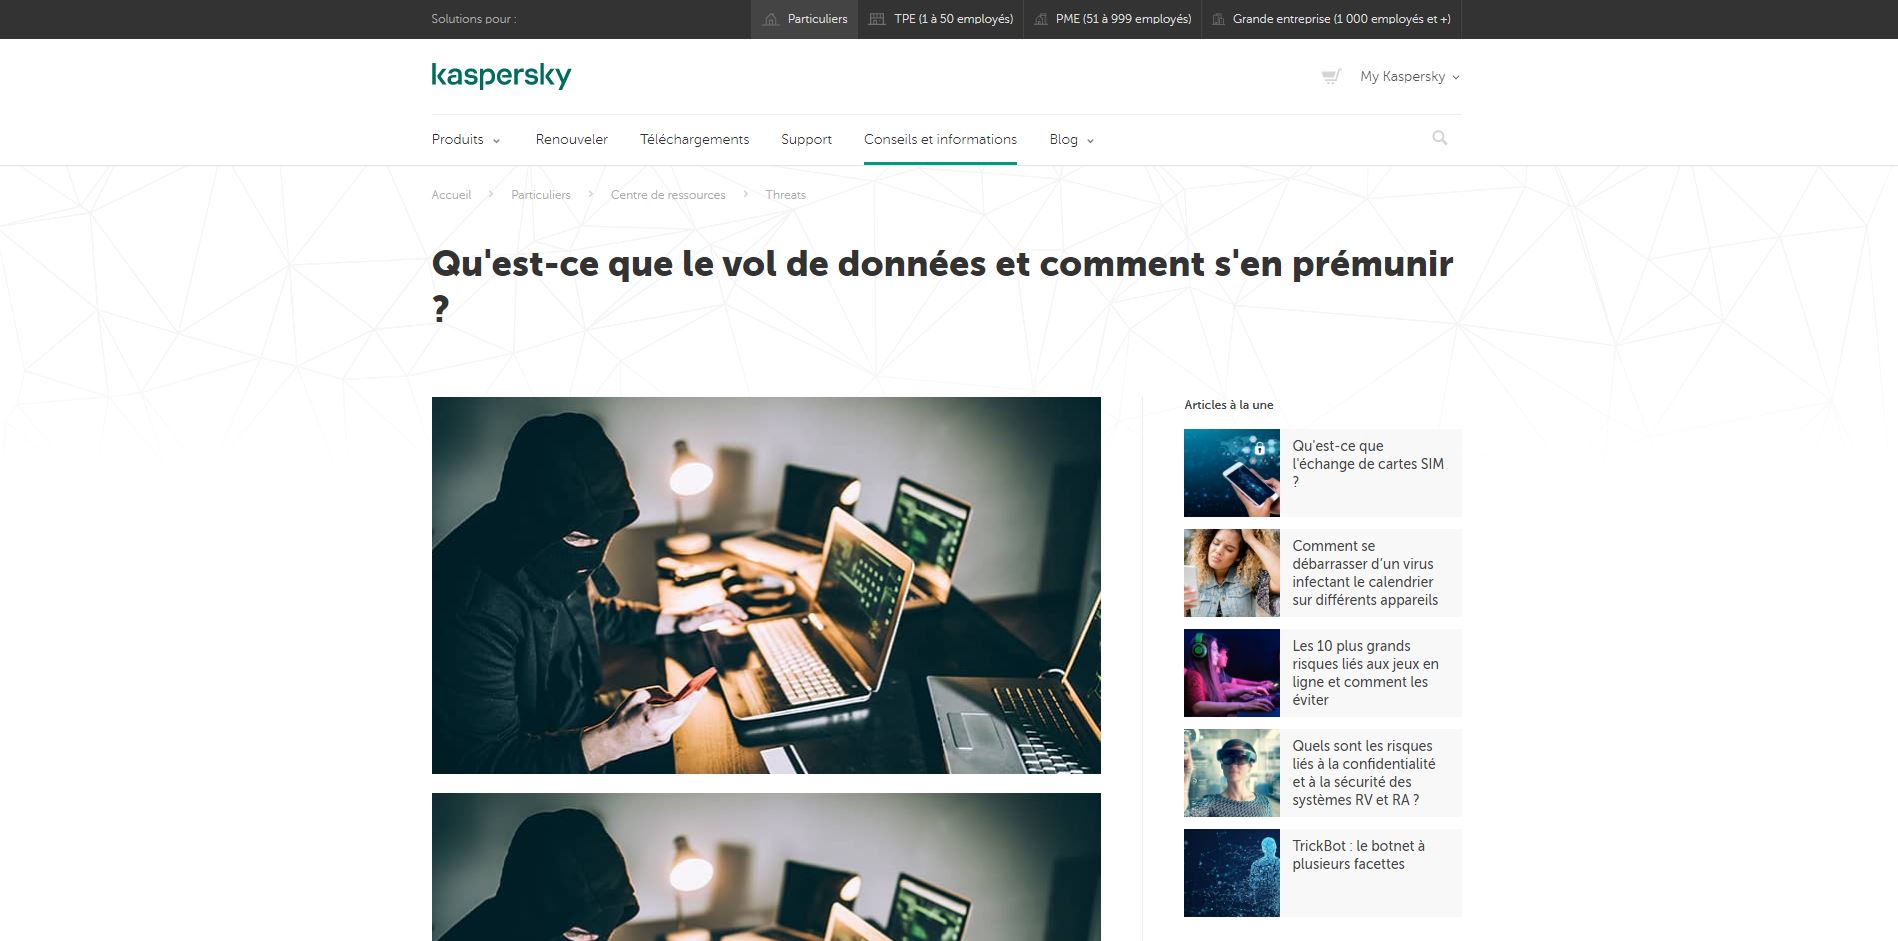 Solutions pour :
Particuliers
TPE (1 à 50 employés)
PME (51 à 999 employés)
Grande entreprise (1 000 employés et +)
kaspersky
My Kaspersky
Produits
Renouveler
Téléchargements
Support
Conseils et informations
Blog
Accueil
Particuliers
Centre de ressources
Threats
Qu'est-ce que le vol de données et comment s'en prémunir
?
Articles à la une
Qu'est-ce que
l'échange de cartes SIM
?
Comment se
débarrasser d’un virus
infectant le calendrier
sur différents appareils
Les 10 plus grands
risques liés aux jeux en
ligne et comment les
éviter
Quels sont les risques
liés à la confidentialité
et à la sécurité des
systèmes RV et RA ?
TrickBot : le botnet à
plusieurs facettes